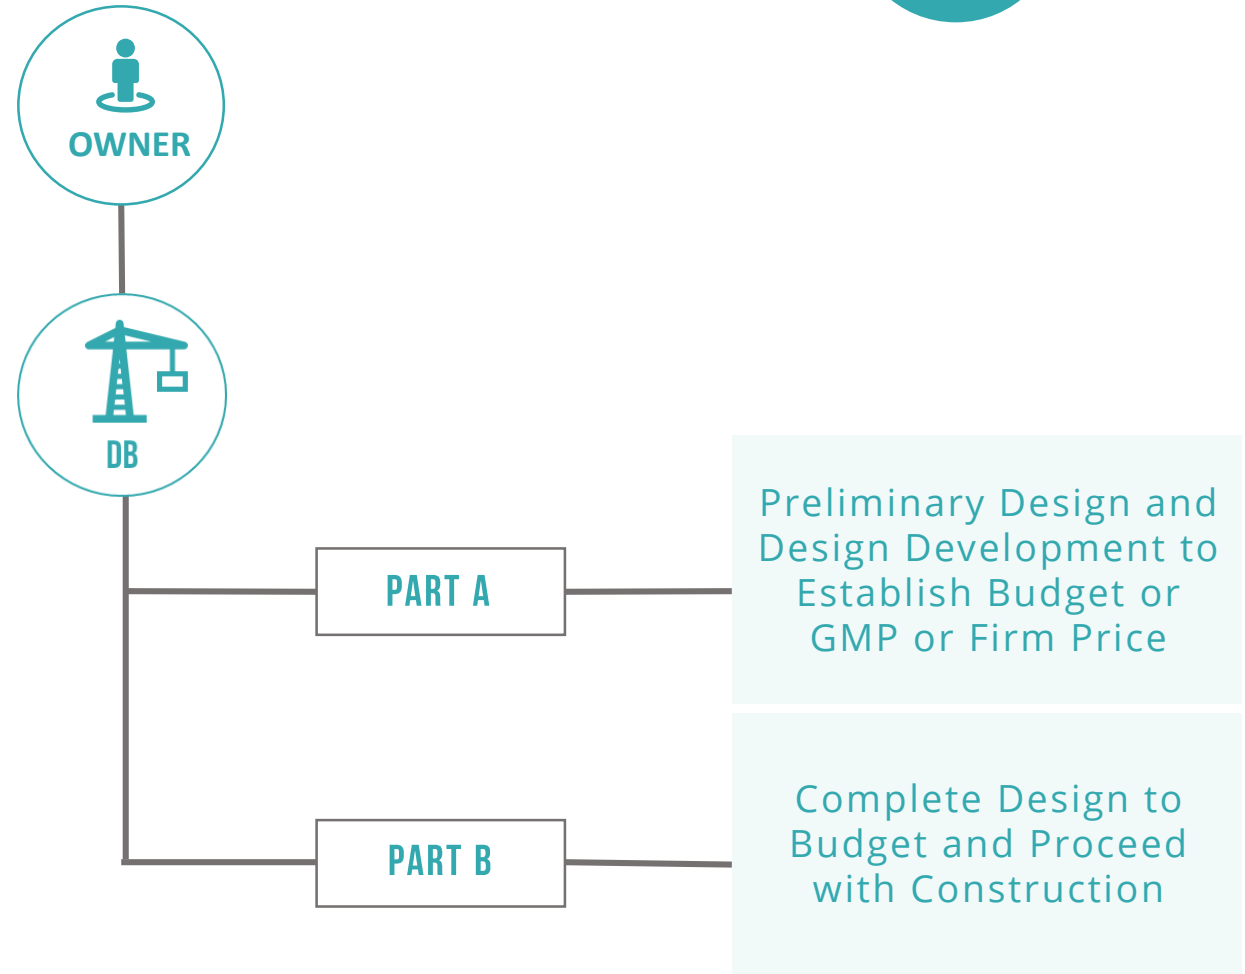 OWNER
DB
PART A
Preliminary Design and
Design Development to
Establish Budget or
GMP or Firm Price
PART B
Complete Design to
Budget and Proceed
with Construction